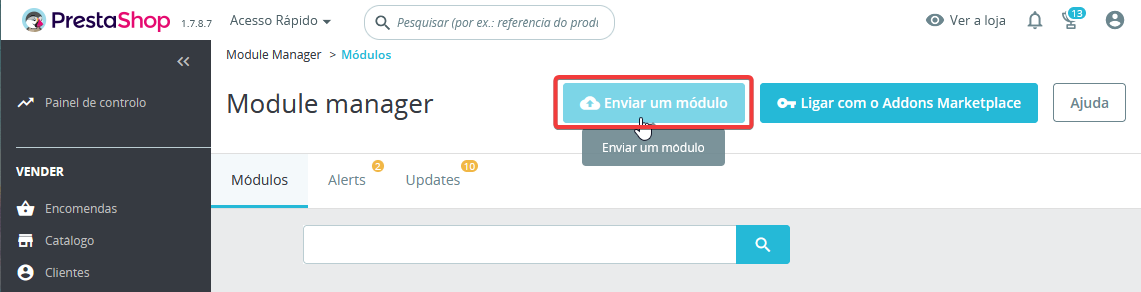 PrestaShop 1.7.8.7 Acesso Rápido Pesquisar (por ex.: referência do produ Ver a loja 13
Module Manager > Módulos
Painel de controlo
Module manager Enviar um módulo Ligar com o Addons Marketplace Ajuda
Enviar um módulo
VENDER
Módulos Alerts 2 Updates 10
Encomendas
Catálogo
Clientes